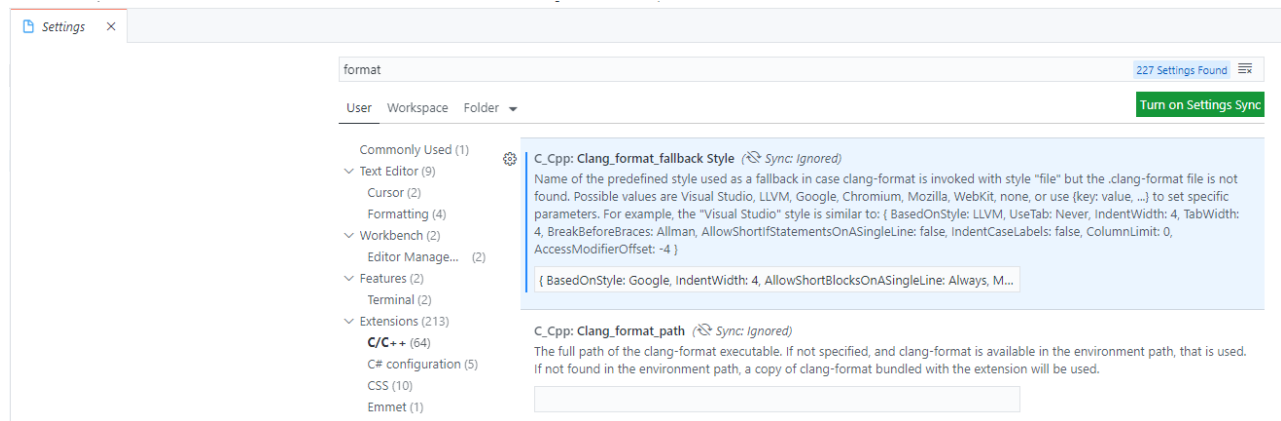 Settings
format
227 Settings Found
User Workspace Folder
Turn on Settings Sync
Commonly Used (1)
Text Editor (9)
Cursor (2)
Formatting (4)
Workbench (2)
Editor Manage... (2)
Features (2)
Terminal (2)
Extensions (213)
C/C++ (64)
C# configuration (5)
CSS (10)
Emmet (1)
C_Cpp: Clang_format_fallback Style (Sync: Ignored)
Name of the predefined style used as a fallback in case clang-format is invoked with style "file" but the .clang-format file is not
found. Possible values are Visual Studio, LLVM, Google, Chromium, Mozilla, WebKit, none, or use {key: value, ...} to set specific
parameters. For example, the "Visual Studio" style is similar to: { BasedOnStyle: LLVM, UseTab: Never, IndentWidth: 4, TabWidth:
4, BreakBeforeBraces: Allman, AllowShortIfStatementsOnASingleLine: false, IndentCaseLabels: false, ColumnLimit: 0,
AccessModifierOffset: -4 }
{ BasedOnStyle: Google, IndentWidth: 4, AllowShortBlocksOnASingleLine: Always, M...
C_Cpp: Clang_format_path (Sync: Ignored)
The full path of the clang-format executable. If not specified, and clang-format is available in the environment path, that is used.
If not found in the environment path, a copy of clang-format bundled with the extension will be used.